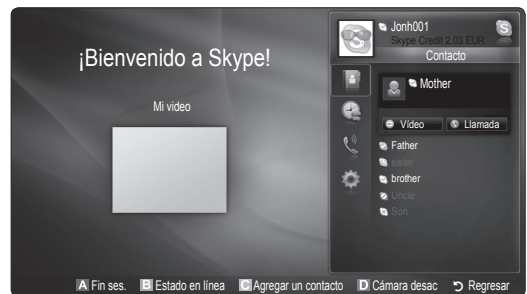 ¡Bienvenido a Skype!
Mi video
Jonh001
Skype Credit 2.03 EUR
Contacto
Mother
Vídeo
Llamada
Father
sister
brother
Uncle
Son
A Fin ses. B Estado en línea C Agregar un contacto D Cámara desac Regresar